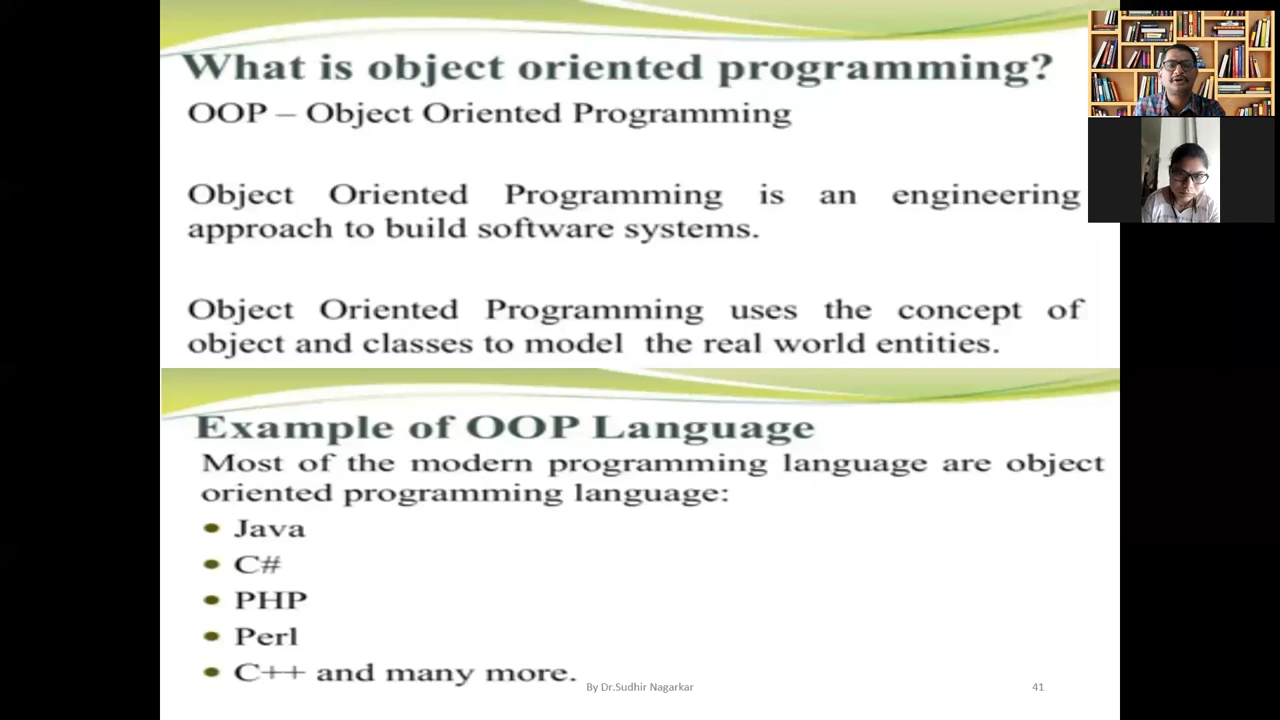 What is object oriented programming?
OOP – Object Oriented Programming
Object Oriented Programming is an engineering
approach to build software systems.
Object Oriented Programming uses the concept of
object and classes to model the real world entities.
Example of OOP Language
Most of the modern programming language are object
oriented programming language:
Java
C#
PHP
Perl
C++ and many more.
By Dr.Sudhir Nagarkar
41